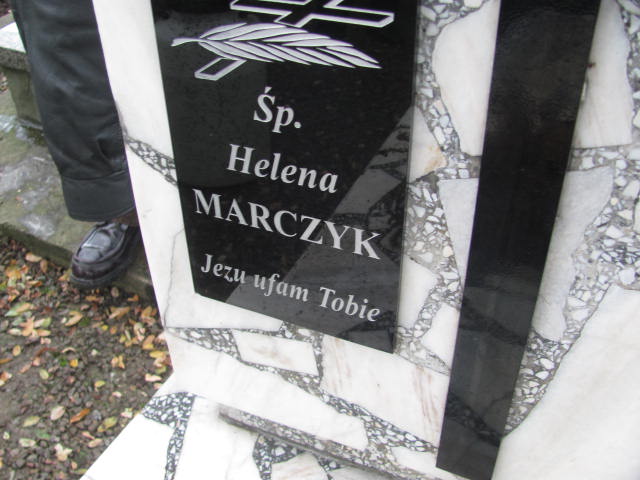 Śp.
Helena
MARCZYK
Jezu ufam Tobie